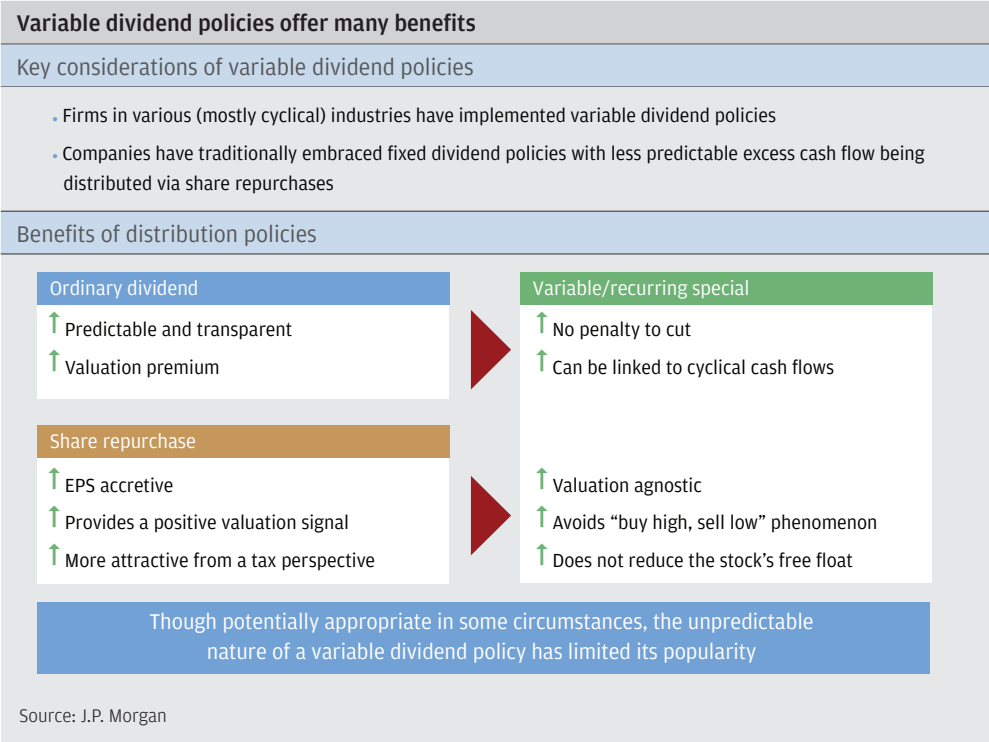 Variable dividend policies offer many benefits
Key considerations of variable dividend policies
• Firms in various (mostly cyclical) industries have implemented variable dividend policies
• Companies have traditionally embraced fixed dividend policies with less predictable excess cash flow being
distributed via share repurchases
Benefits of distribution policies
Ordinary dividend
↑ Predictable and transparent
↑ Valuation premium
Share repurchase
↑ EPS accretive
↑ Provides a positive valuation signal
↑ More attractive from a tax perspective
Variable/recurring special
↑ No penalty to cut
↑ Can be linked to cyclical cash flows
↑ Valuation agnostic
↑ Avoids “buy high, sell low” phenomenon
↑ Does not reduce the stock’s free float
Though potentially appropriate in some circumstances, the unpredictable
nature of a variable dividend policy has limited its popularity
Source: J.P. Morgan